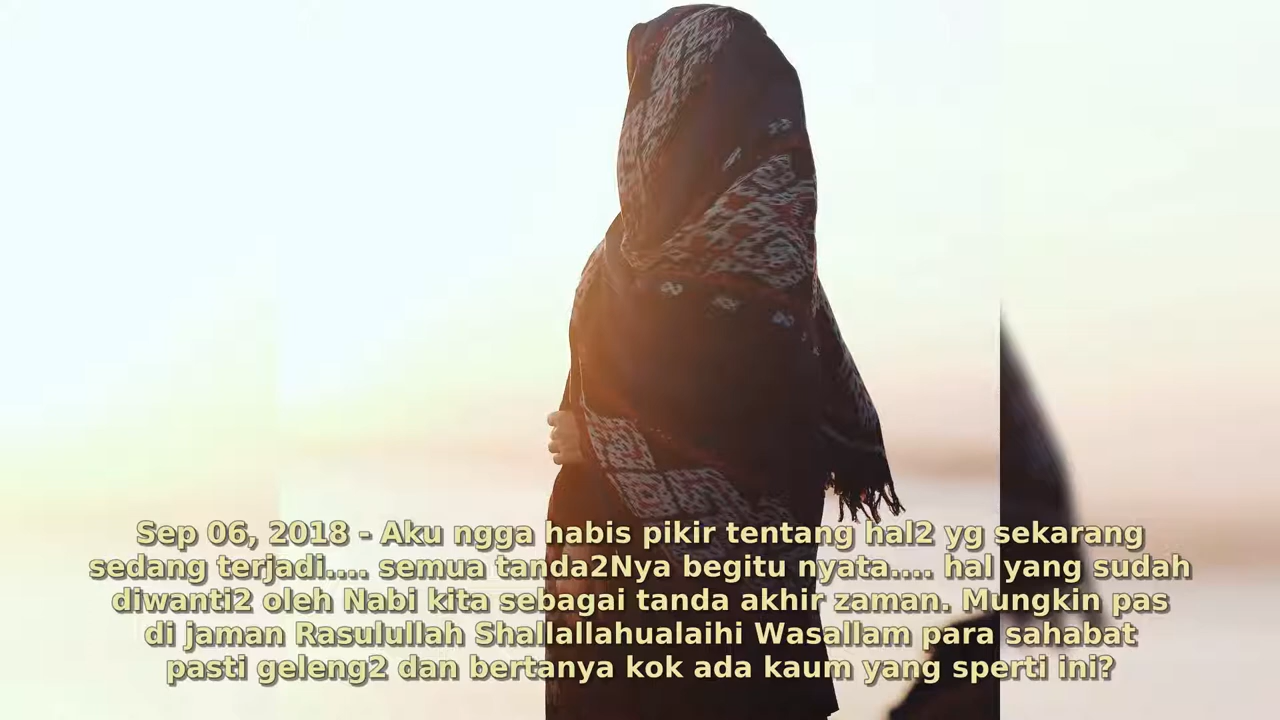 Sep 06, 2018 - Aku ngga habis pikir tentang hal2 yg sekarang
sedang terjadi.... semua tanda2Nya begitu nyata.... hal yang sudah
diwanti2 oleh Nabi kita sebagai tanda akhir zaman. Mungkin pas
di jaman Rasulullah Shallallahualaihi Wasallam para sahabat
pasti geleng2 dan bertanya kok ada kaum yang sperti ini?